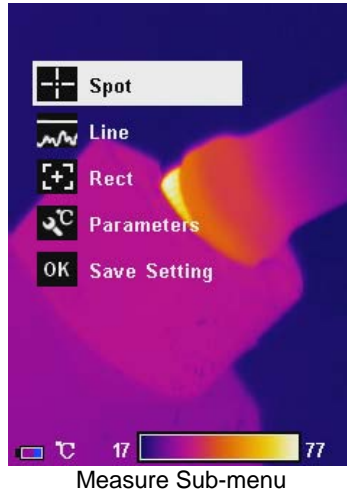 Spot
Line
Rect
℃ Parameters
OK Save Setting
℃ 17 77
Measure Sub-menu